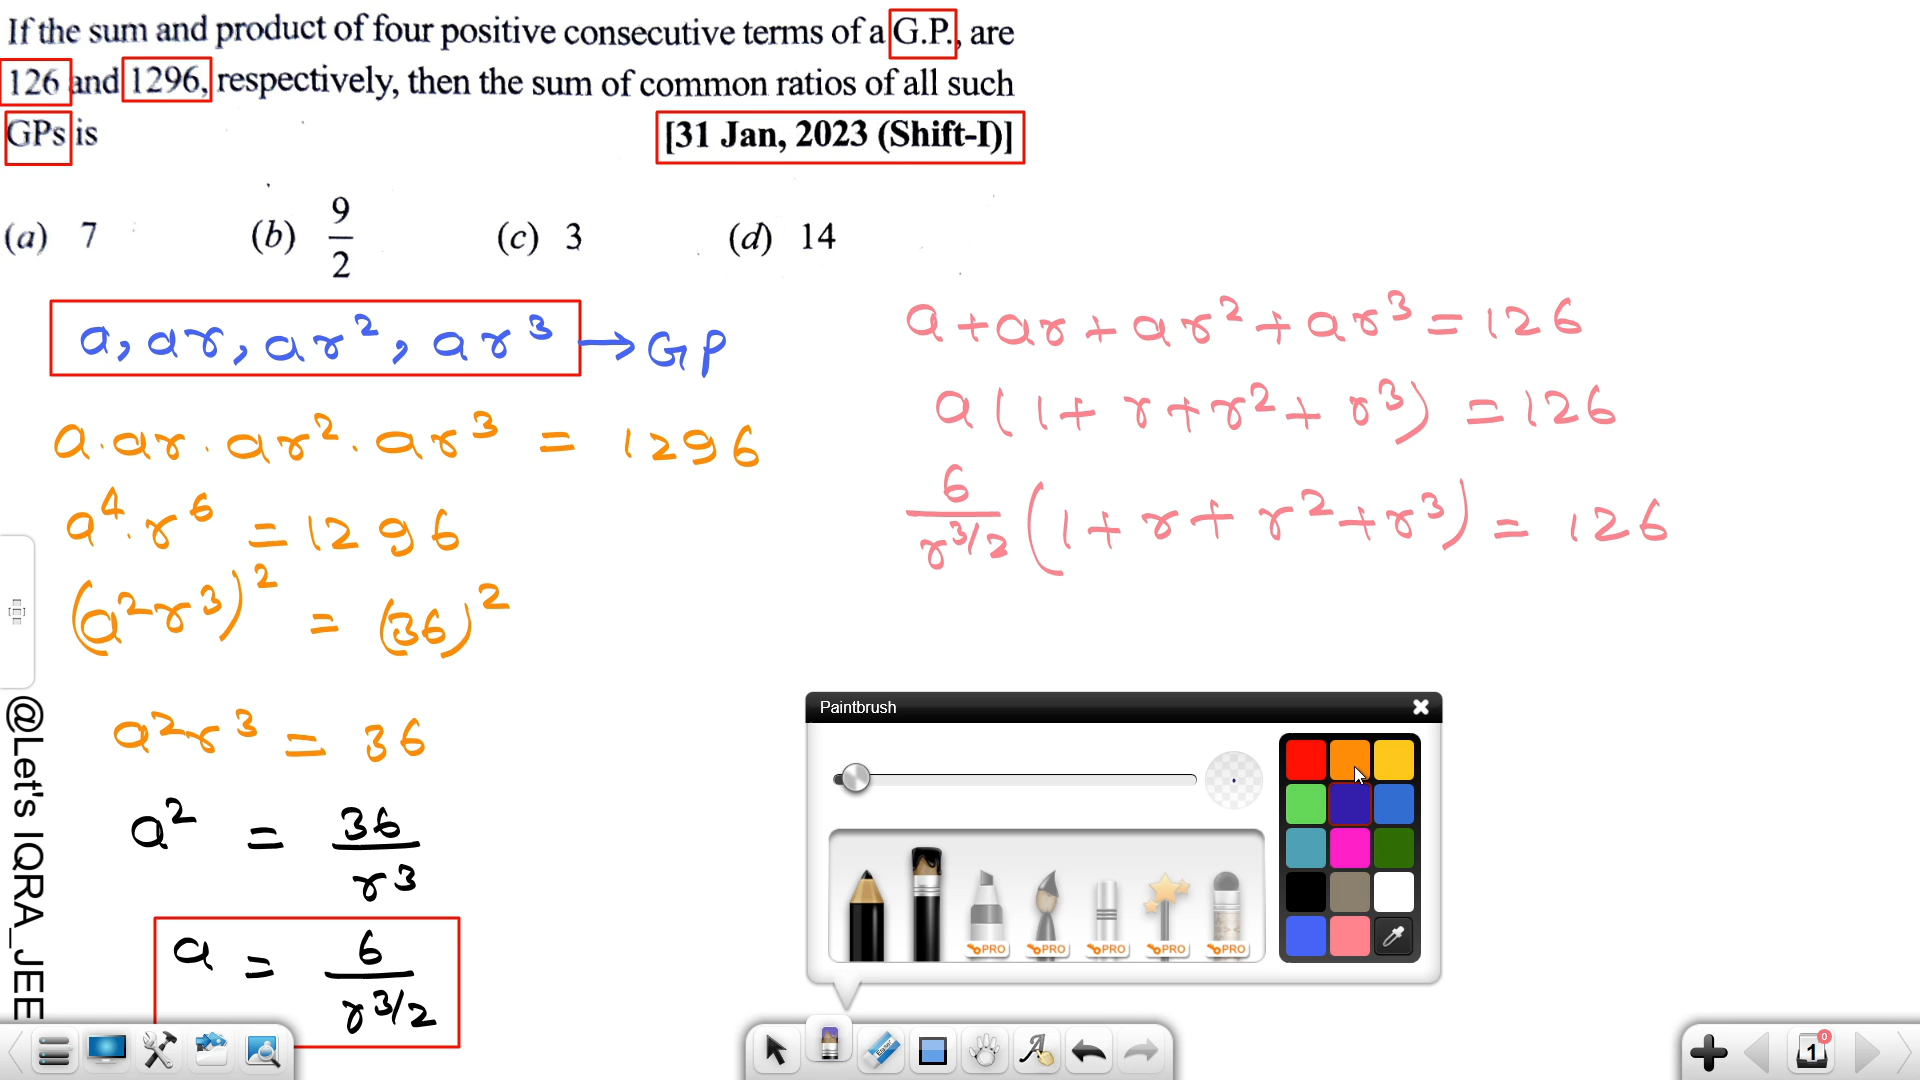 If the sum and product of four positive consecutive terms of a G.P., are
126 and 1296, respectively, then the sum of common ratios of all such
GPs is [31 Jan, 2023 (Shift-I)]
(a) 7 (b) 9/2 (c) 3 (d) 14
a, ar, ar², ar³ → GP
a·ar·ar²·ar³ = 1296
a⁴·r⁶ = 1296
(a²r³)² = (36)²
a²r³ = 36
a² = 36/r³
a = 6/r^3/2
a+ar+ar²+ar³ = 126
a(1+r+r²+r³) = 126
6/r^3/2 (1+r+r²+r³) = 126
@Let's IQRA_JEE
Paintbrush
PRO PRO PRO PRO PRO
Eraser
A
1
0